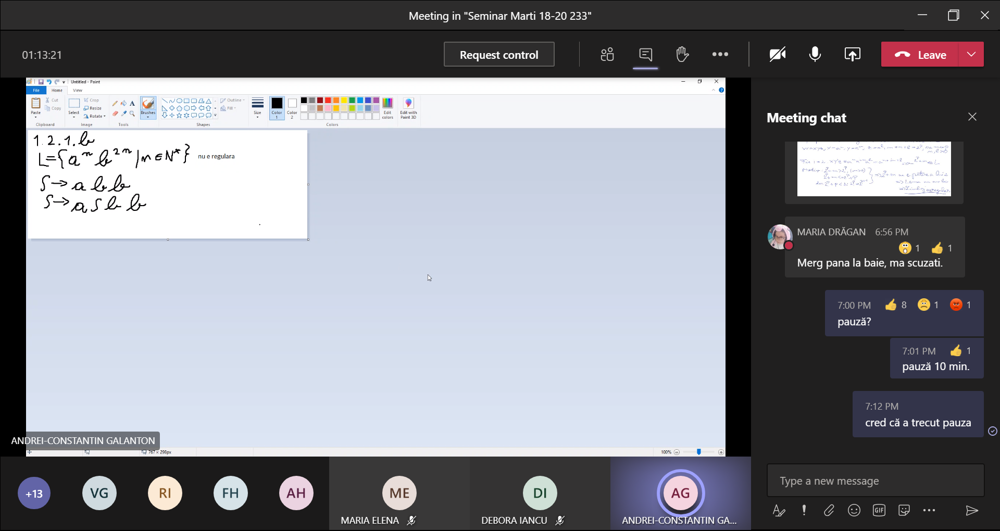 Meeting in "Seminar Marti 18-20 233"
01:13:21
Request control
Leave
Untitled - Paint
File
Home
View
Paste
Cut
Copy
Clipboard
Select
Crop
Resize
Rotate
Image
A
Tools
Brushes
Outline
Fill
Shapes
Size
Color 1
Color 2
Edit colors
Edit with Paint 3D
Colors
1.2.1.b
L={aⁿ b²ⁿ | n ∈ N*} nu e regulara
S→abb
S→aSbb
ANDREI-CONSTANTIN GALANTON
767 × 298px
100%
+13
VG
RI
FH
AH
ME
MARIA ELENA
DI
DEBORA IANCU
AG
ANDREI-CONSTANTIN GA...
Meeting chat
MARIA DRĂGAN 6:56 PM
1 1
Merg pana la baie, ma scuzati.
7:00 PM 8 1 1
pauză?
7:01 PM 1
pauză 10 min.
7:12 PM
cred că a trecut pauza
Type a new message
GIF